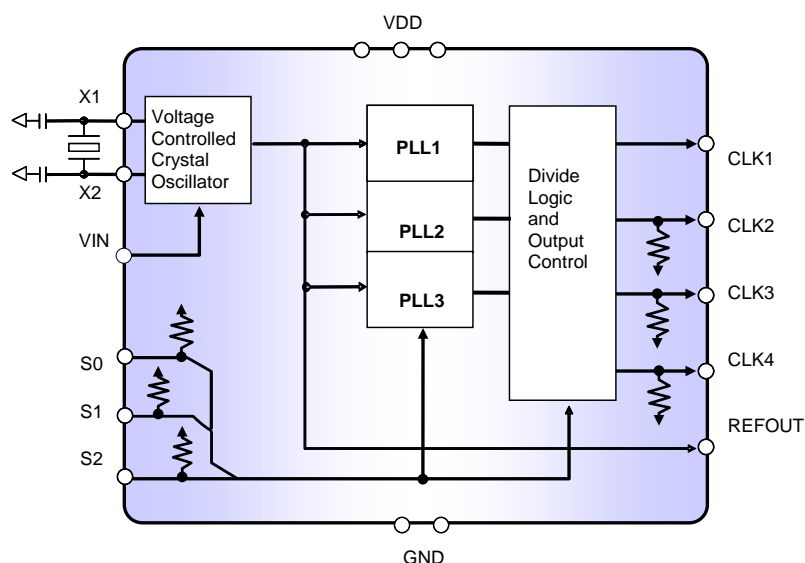 VDD
X1
Voltage
Controlled
Crystal
Oscillator
X2
VIN
PLL1
PLL2
PLL3
Divide
Logic
and
Output
Control
CLK1
CLK2
CLK3
CLK4
REFOUT
S0
S1
S2
GND